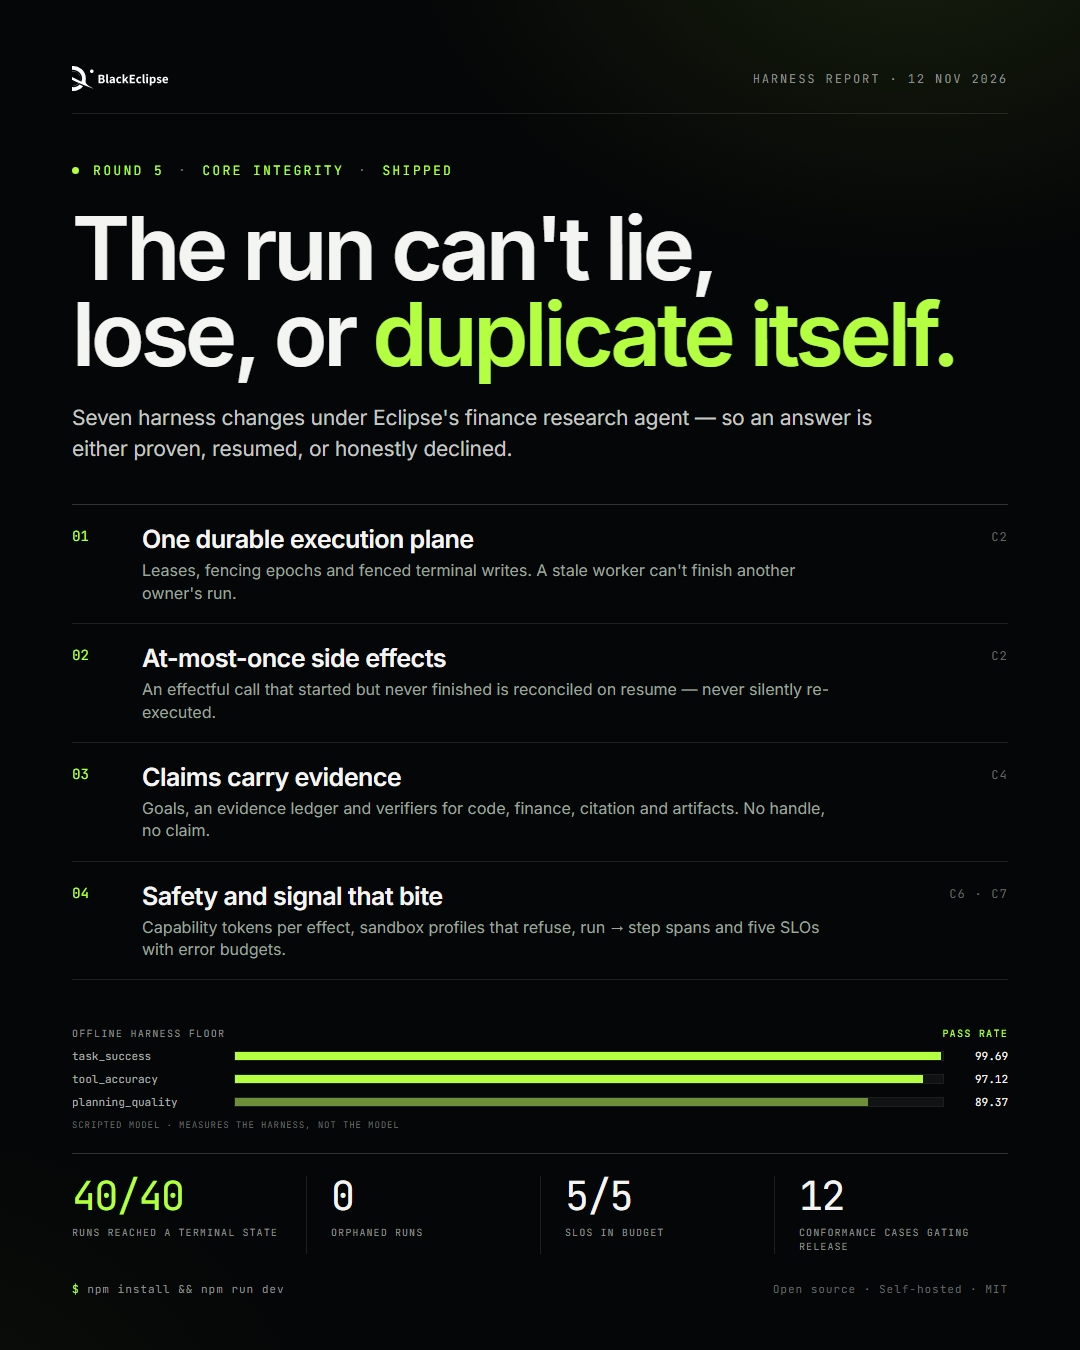 BlackEclipse
HARNESS REPORT · 12 NOV 2026
ROUND 5 · CORE INTEGRITY · SHIPPED
The run can't lie,
lose, or duplicate itself.
Seven harness changes under Eclipse's finance research agent — so an answer is
either proven, resumed, or honestly declined.
01
One durable execution plane
C2
Leases, fencing epochs and fenced terminal writes. A stale worker can't finish another
owner's run.
02
At-most-once side effects
C2
An effectful call that started but never finished is reconciled on resume — never silently re-
executed.
03
Claims carry evidence
C4
Goals, an evidence ledger and verifiers for code, finance, citation and artifacts. No handle,
no claim.
04
Safety and signal that bite
C6 · C7
Capability tokens per effect, sandbox profiles that refuse, run → step spans and five SLOs
with error budgets.
OFFLINE HARNESS FLOOR
PASS RATE
task_success 99.69
tool_accuracy 97.12
planning_quality 89.37
SCRIPTED MODEL · MEASURES THE HARNESS, NOT THE MODEL
40/40
RUNS REACHED A TERMINAL STATE
0
ORPHANED RUNS
5/5
SLOS IN BUDGET
12
CONFORMANCE CASES GATING
RELEASE
$ npm install && npm run dev
Open source · Self-hosted · MIT